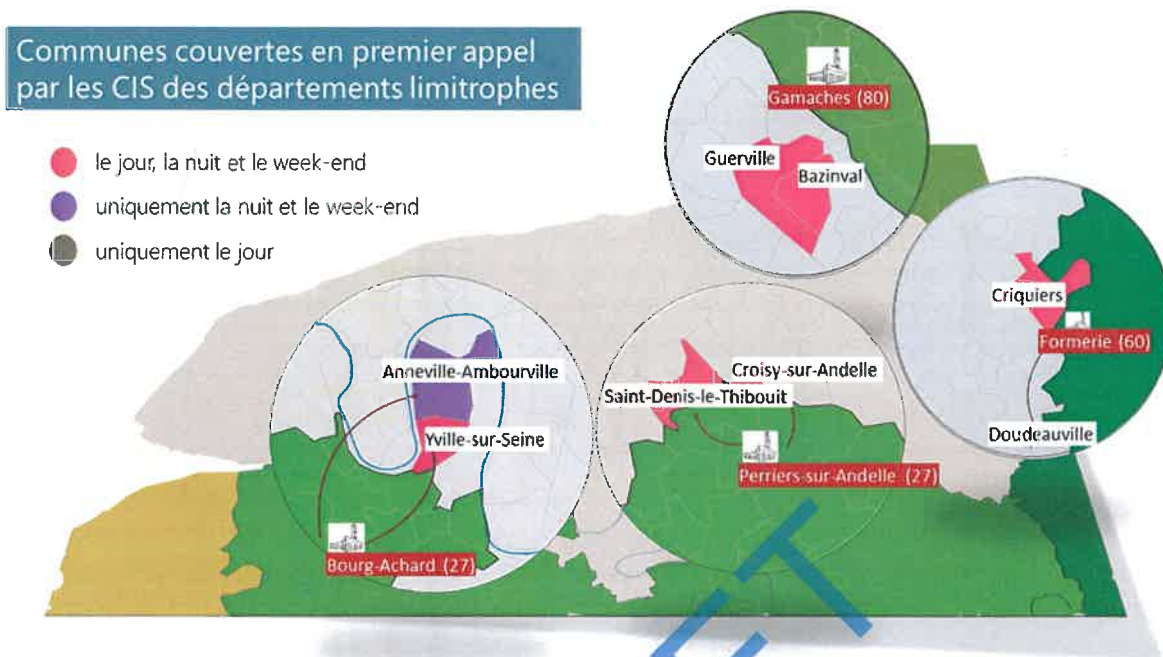 Communes couvertes en premier appel
par les CIS des départements limitrophes
le jour, la nuit et le week-end
uniquement la nuit et le week-end
uniquement le jour
Gamaches (80)
Guerville
Bazinval
Criquiers
Formerie (60)
Doudeauville
Anneville-Ambourville
Yville-sur-Seine
Bourg-Achard (27)
Croisy-sur-Andelle
Saint-Denis-le-Thibouit
Perriers-sur-Andelle (27)
ET